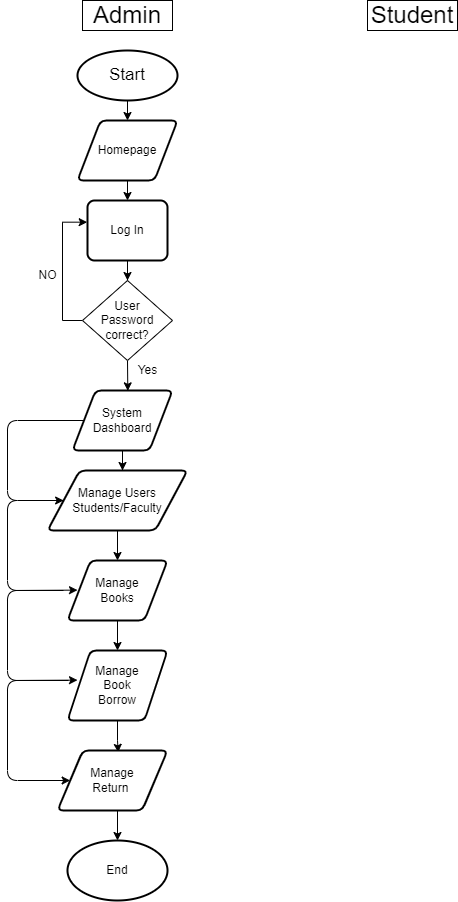 Admin
Student
Start
Homepage
Log In
NO
User
Password
correct?
Yes
System
Dashboard
Manage Users
Students/Faculty
Manage
Books
Manage
Book
Borrow
Manage
Return
End